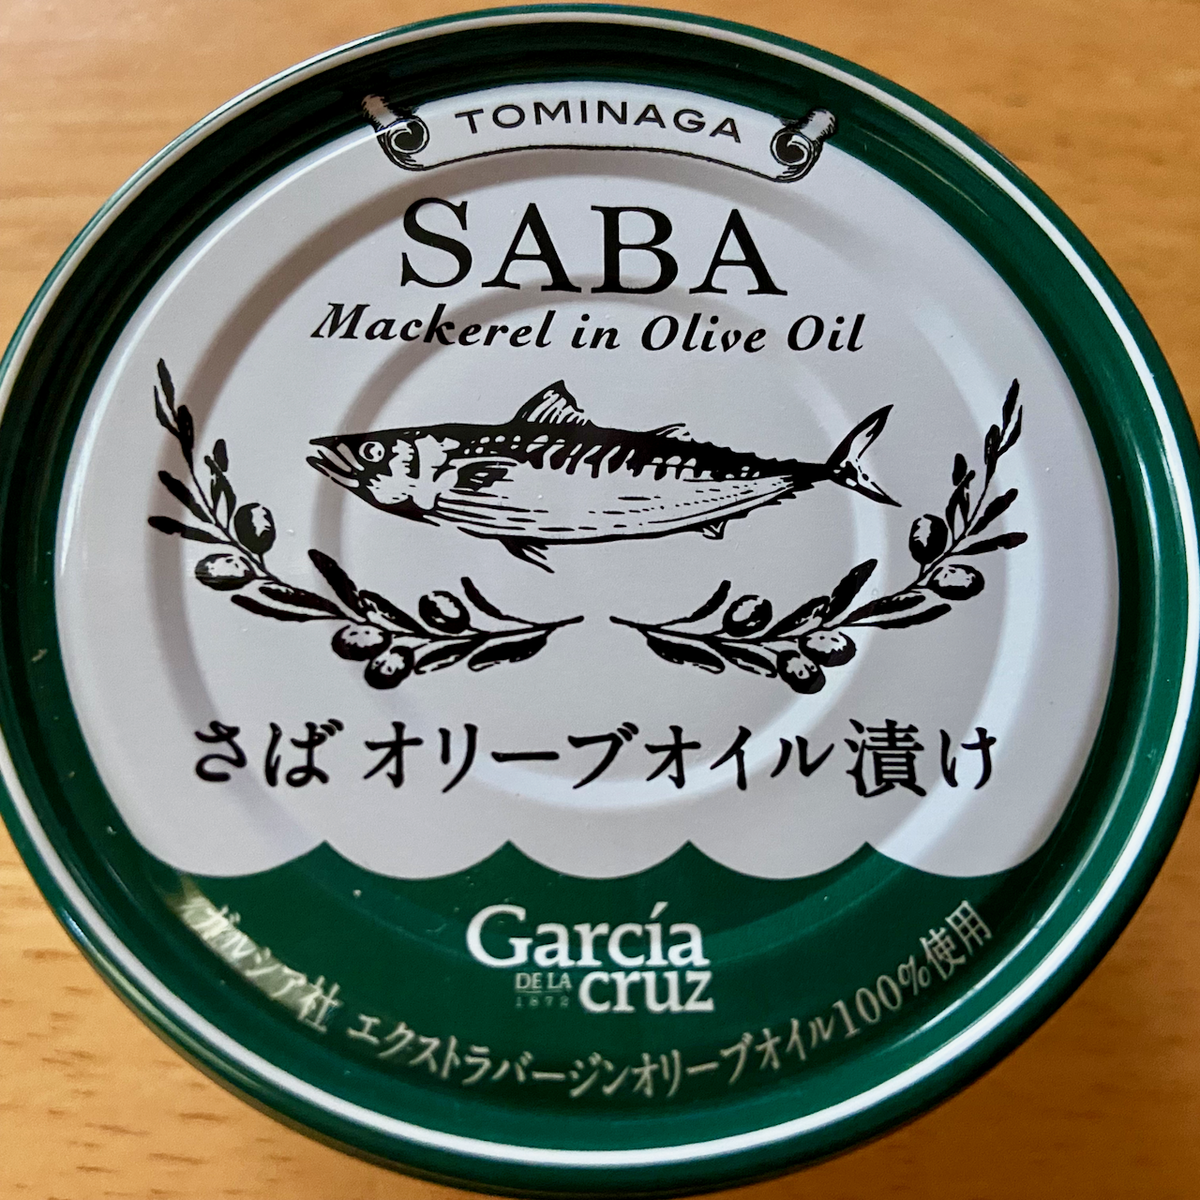 TOMINAGA
SABA
Mackerel in Olive Oil
さば オリーブオイル漬け
García
DE LA cruz
1872
ガルシア社 エクストラバージンオリーブオイル100%使用